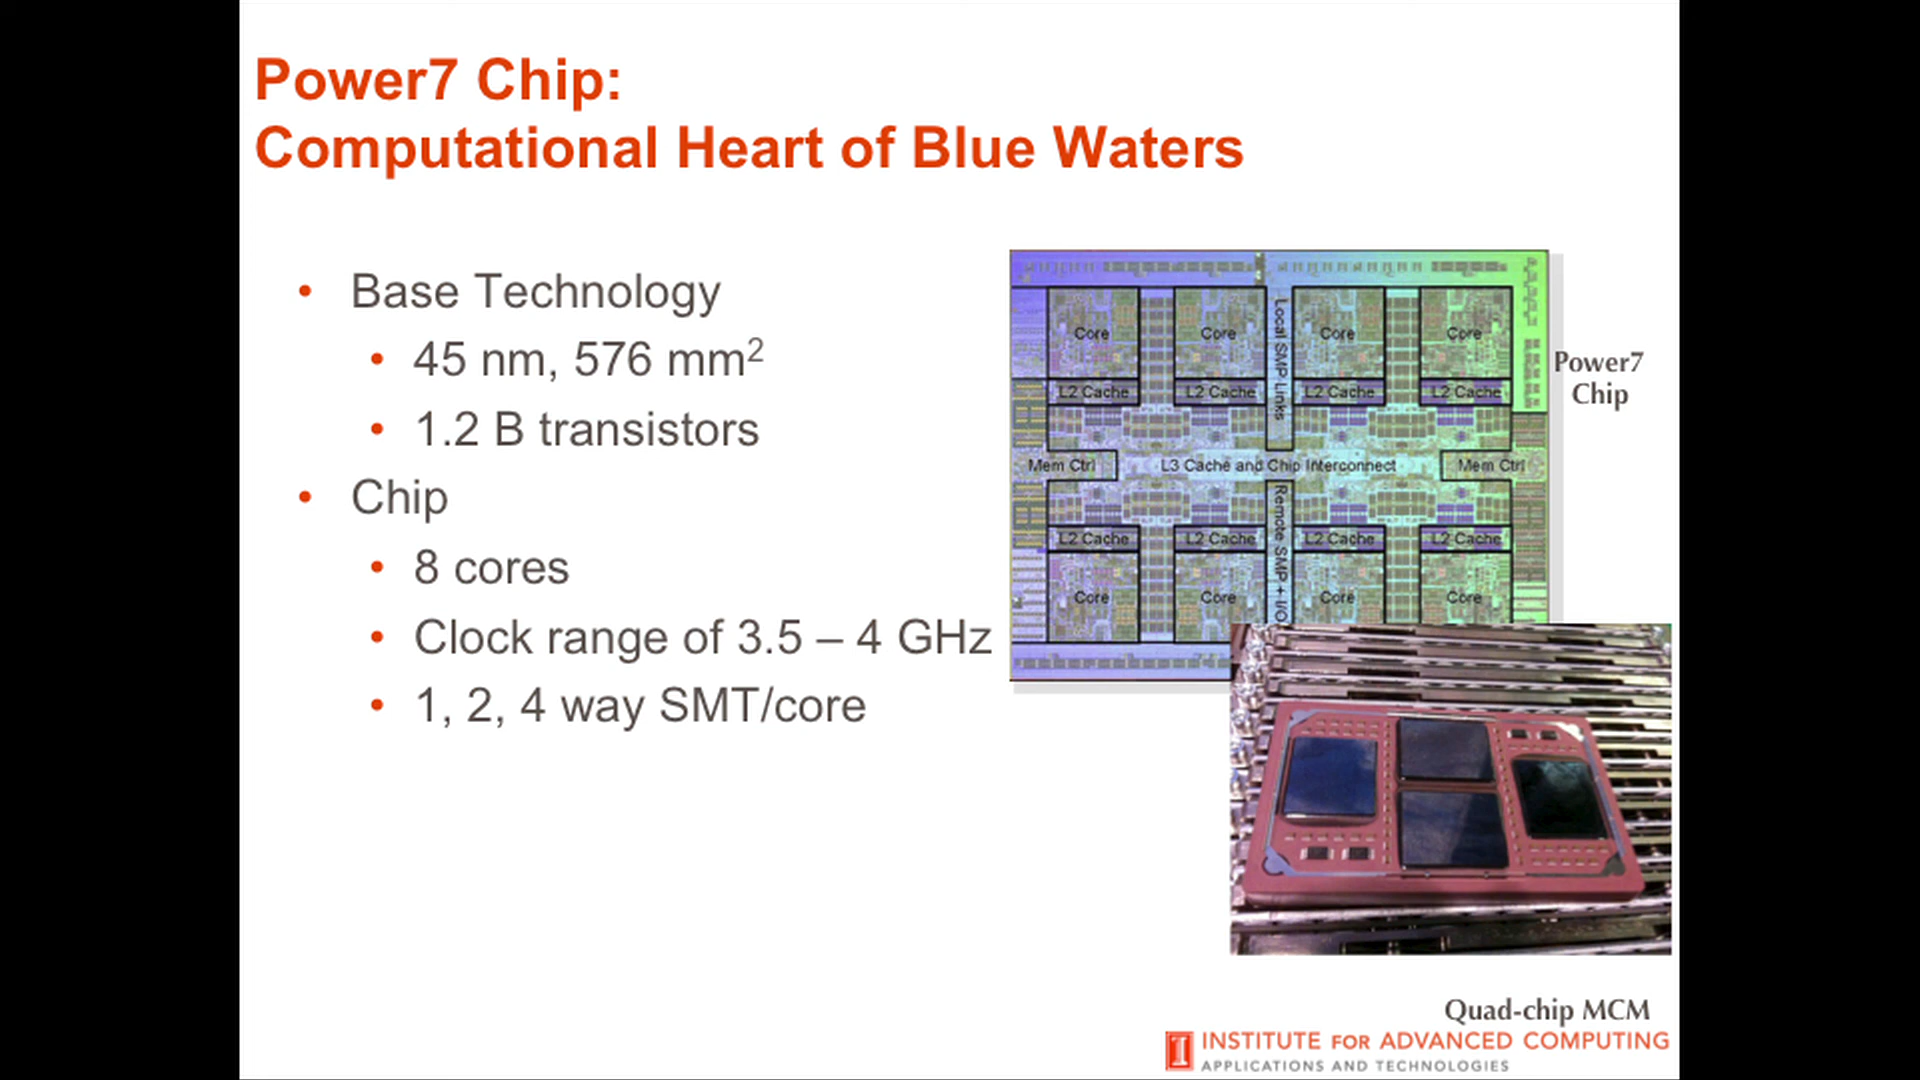 Power7 Chip:
Computational Heart of Blue Waters
• Base Technology
• 45 nm, 576 mm²
• 1.2 B transistors
• Chip
• 8 cores
• Clock range of 3.5 – 4 GHz
• 1, 2, 4 way SMT/core
Core Core Core Core
Local SMP Links
L2 Cache L2 Cache L2 Cache L2 Cache
Mem Ctrl L3 Cache and Chip Interconnect Mem Ctrl
L2 Cache L2 Cache L2 Cache L2 Cache
Remote SMP + I/O
Core Core Core Core
Power7
Chip
Quad-chip MCM
I
INSTITUTE FOR ADVANCED COMPUTING
APPLICATIONS AND TECHNOLOGIES